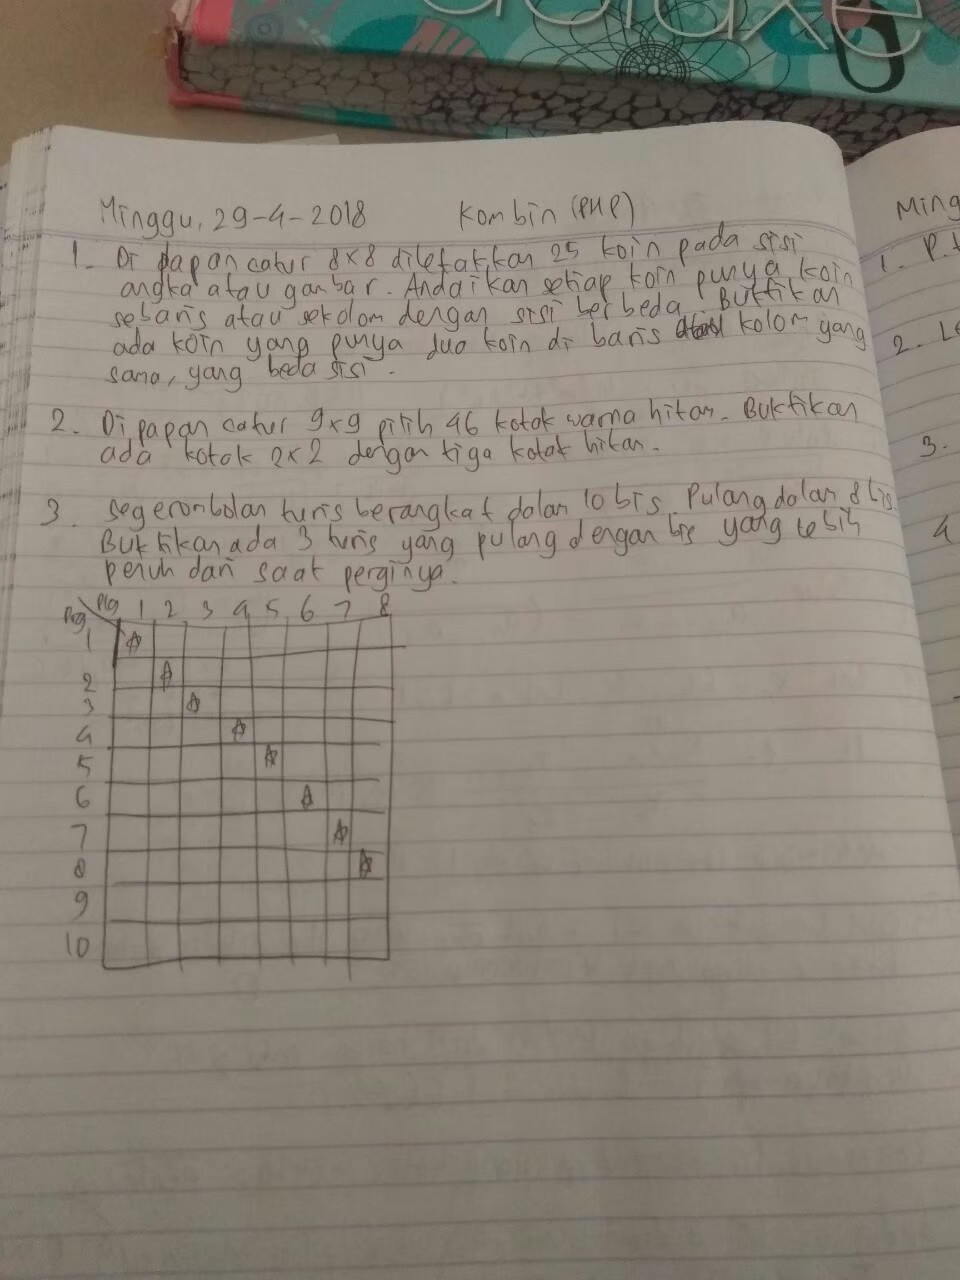 deluxe
Minggu, 29-4-2018 Kombin (PHP)
1. Di papan catur 8x8 diletakkan 25 koin pada sisi
angka atau gambar. Andaikan setiap koin punya koin
sebaris atau sekolom dengan sisi berbeda. Buktikan
ada koin yang punya dua koin di baris kolom yang
sama, yang beda sisi.
2. Di papan catur 9x9 pilih 46 kotak warna hitam. Buktikan
ada kotak 2x2 dengan tiga kotak hitam.
3. Segerombolan turis berangkat dalam 10 bis. Pulang dalam 8 bis.
Buktikan ada 3 turis yang pulang dengan bis yang lebih
penuh dari saat perginya.
Prg Plg 1 2 3 4 5 6 7 8
1
2
3
4
5
6
7
8
9
10
Ming
1. P.
2. Le
3.
4